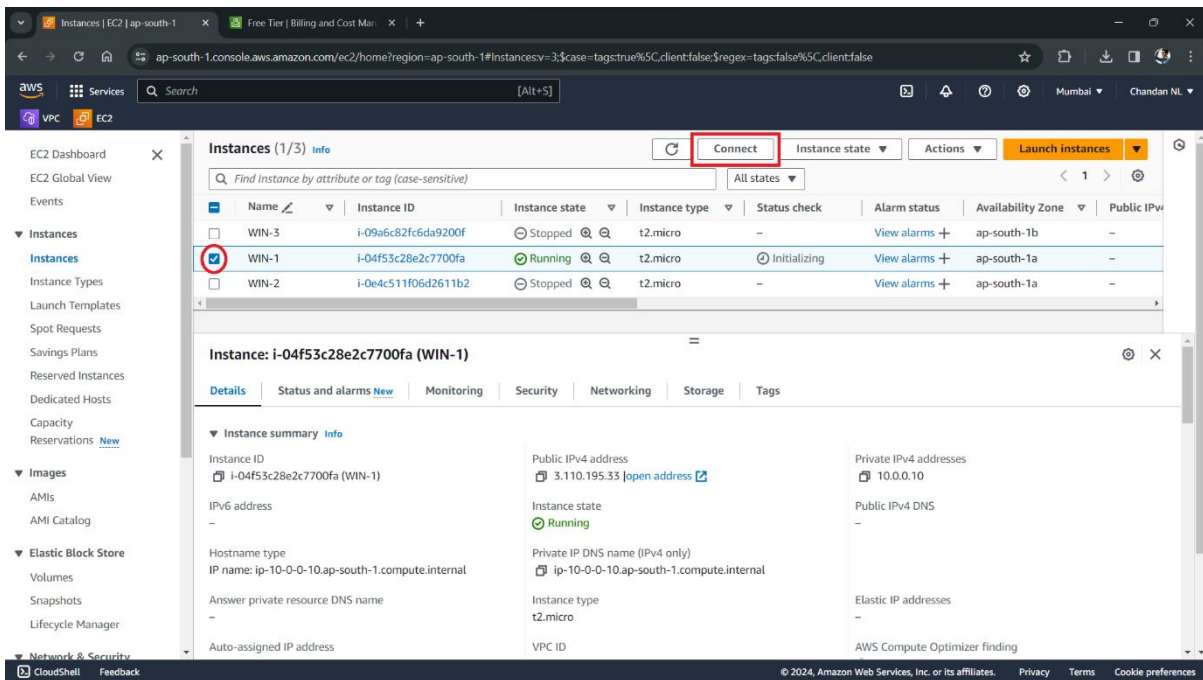 Instances | EC2 | ap-south-1
Free Tier | Billing and Cost Man
ap-south-1.console.aws.amazon.com/ec2/home?region=ap-south-1#Instances:v=3;$case=tags:true%5C,client:false;$regex=tags:false%5C,client:false
aws Services Search [Alt+S] Mumbai Chandan NL
VPC EC2
EC2 Dashboard
EC2 Global View
Events
Instances
Instances
Instance Types
Launch Templates
Spot Requests
Savings Plans
Reserved Instances
Dedicated Hosts
Capacity
Reservations New
Images
AMIs
AMI Catalog
Elastic Block Store
Volumes
Snapshots
Lifecycle Manager
Network & Security
Instances (1/3) Info Connect Instance state Actions Launch instances
Find Instance by attribute or tag (case-sensitive) All states 1
Name Instance ID Instance state Instance type Status check Alarm status Availability Zone Public IPv4
WIN-3 i-09a6c82fc6da9200f Stopped t2.micro – View alarms + ap-south-1b –
WIN-1 i-04f53c28e2c7700fa Running t2.micro Initializing View alarms + ap-south-1a –
WIN-2 i-0e4c511f06d2611b2 Stopped t2.micro – View alarms + ap-south-1a –
Instance: i-04f53c28e2c7700fa (WIN-1)
Details Status and alarms New Monitoring Security Networking Storage Tags
Instance summary Info
Instance ID Public IPv4 address Private IPv4 addresses
i-04f53c28e2c7700fa (WIN-1) 3.110.195.33 |open address 10.0.0.10
IPv6 address Instance state Public IPv4 DNS
– Running –
Hostname type Private IP DNS name (IPv4 only)
IP name: ip-10-0-0-10.ap-south-1.compute.internal ip-10-0-0-10.ap-south-1.compute.internal
Answer private resource DNS name Instance type Elastic IP addresses
– t2.micro –
Auto-assigned IP address VPC ID AWS Compute Optimizer finding
CloudShell Feedback © 2024, Amazon Web Services, Inc. or its affiliates. Privacy Terms Cookie preferences